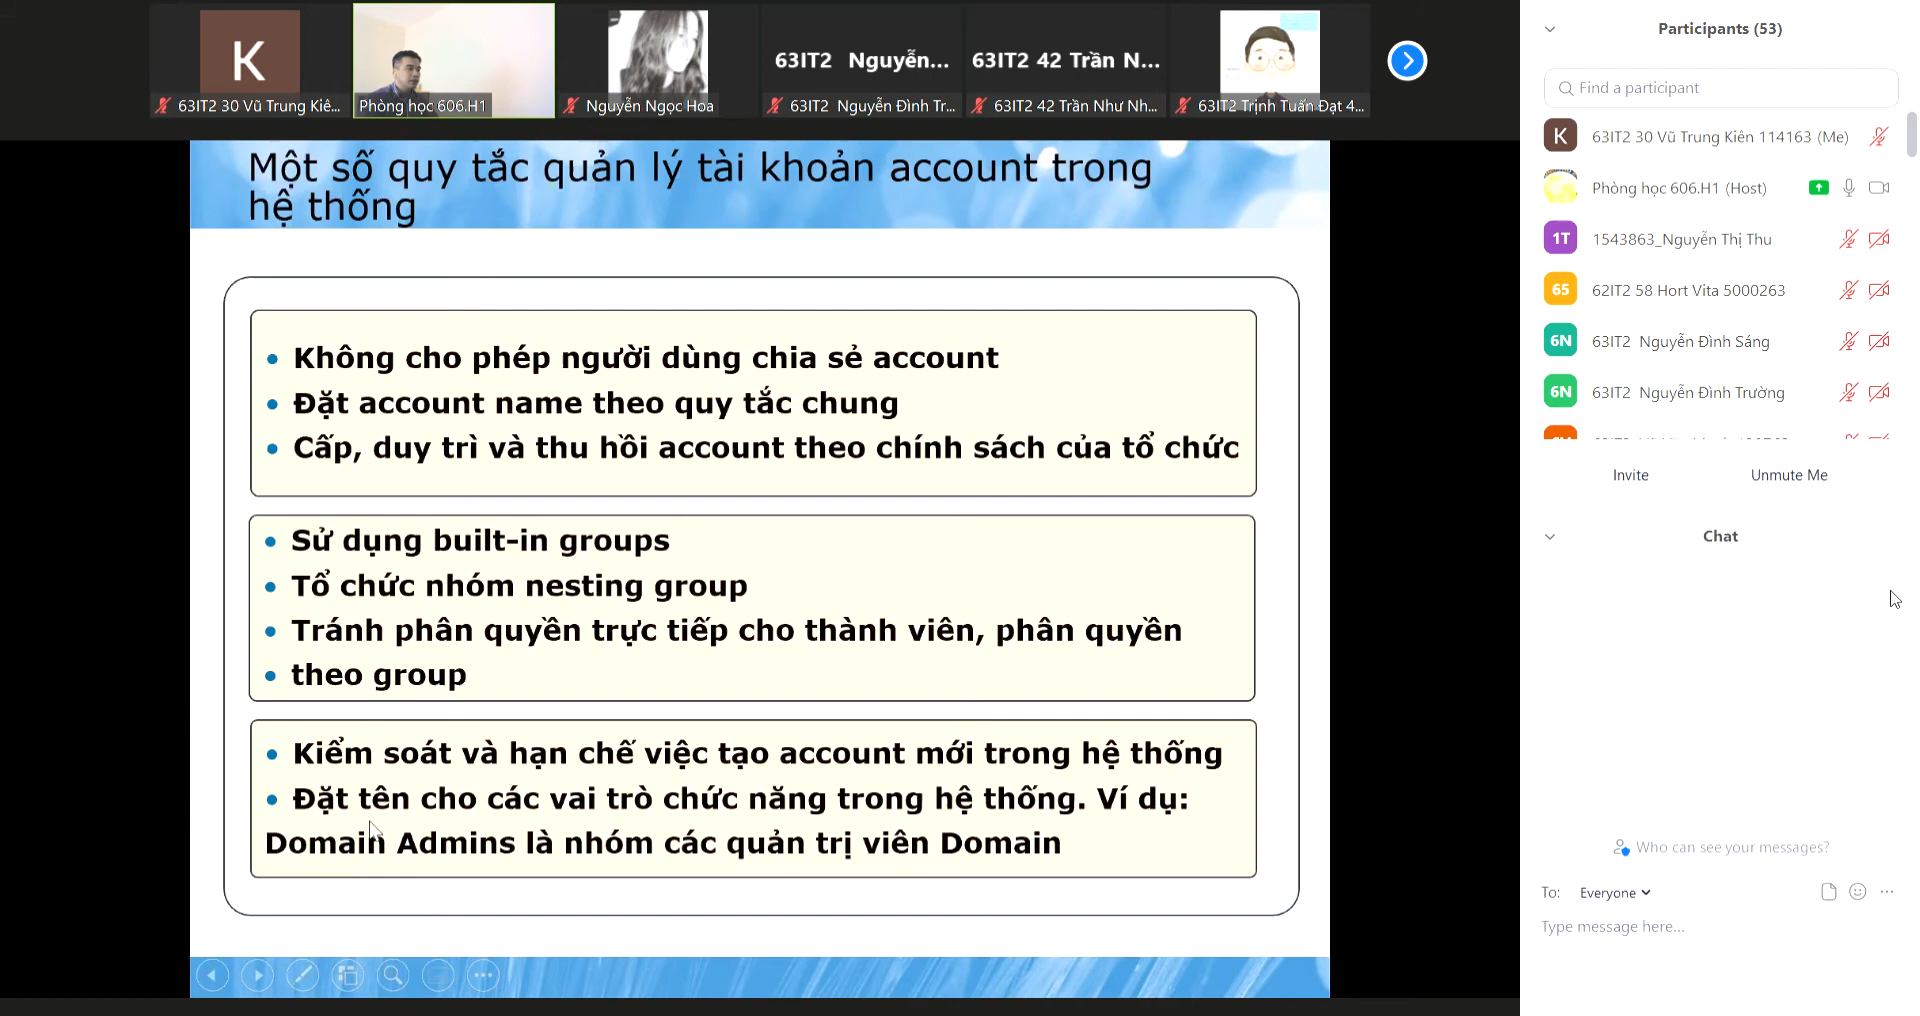 K
63IT2 30 Vũ Trung Kiê...
Phòng học 606.H1
Nguyễn Ngọc Hoa
63IT2  Nguyễn...
63IT2  Nguyễn Đình Tr...
63IT2 42 Trần N...
63IT2 42 Trần Như Nh...
63IT2 Trịnh Tuấn Đạt 4...
Một số quy tắc quản lý tài khoản account trong
hệ thống
• Không cho phép người dùng chia sẻ account
• Đặt account name theo quy tắc chung
• Cấp, duy trì và thu hồi account theo chính sách của tổ chức
• Sử dụng built-in groups
• Tổ chức nhóm nesting group
• Tránh phân quyền trực tiếp cho thành viên, phân quyền
• theo group
• Kiểm soát và hạn chế việc tạo account mới trong hệ thống
• Đặt tên cho các vai trò chức năng trong hệ thống. Ví dụ:
Domain Admins là nhóm các quản trị viên Domain
Participants (53)
Find a participant
K 63IT2 30 Vũ Trung Kiên 114163 (Me)
Phòng học 606.H1 (Host)
1T 1543863_Nguyễn Thị Thu
65 62IT2 58 Hort Vita 5000263
6N 63IT2  Nguyễn Đình Sáng
6N 63IT2  Nguyễn Đình Trường
Invite Unmute Me
Chat
Who can see your messages?
To: Everyone
Type message here...